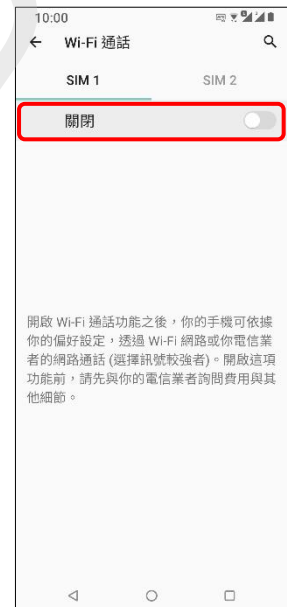 10:00
Wi-Fi 通話
SIM 1 SIM 2
關閉
開啟 Wi-Fi 通話功能之後，你的手機可依據
你的偏好設定，透過 Wi-Fi 網路或你電信業
者的網路通話 (選擇訊號較強者)。開啟這項
功能前，請先與你的電信業者詢問費用與其
他細節。